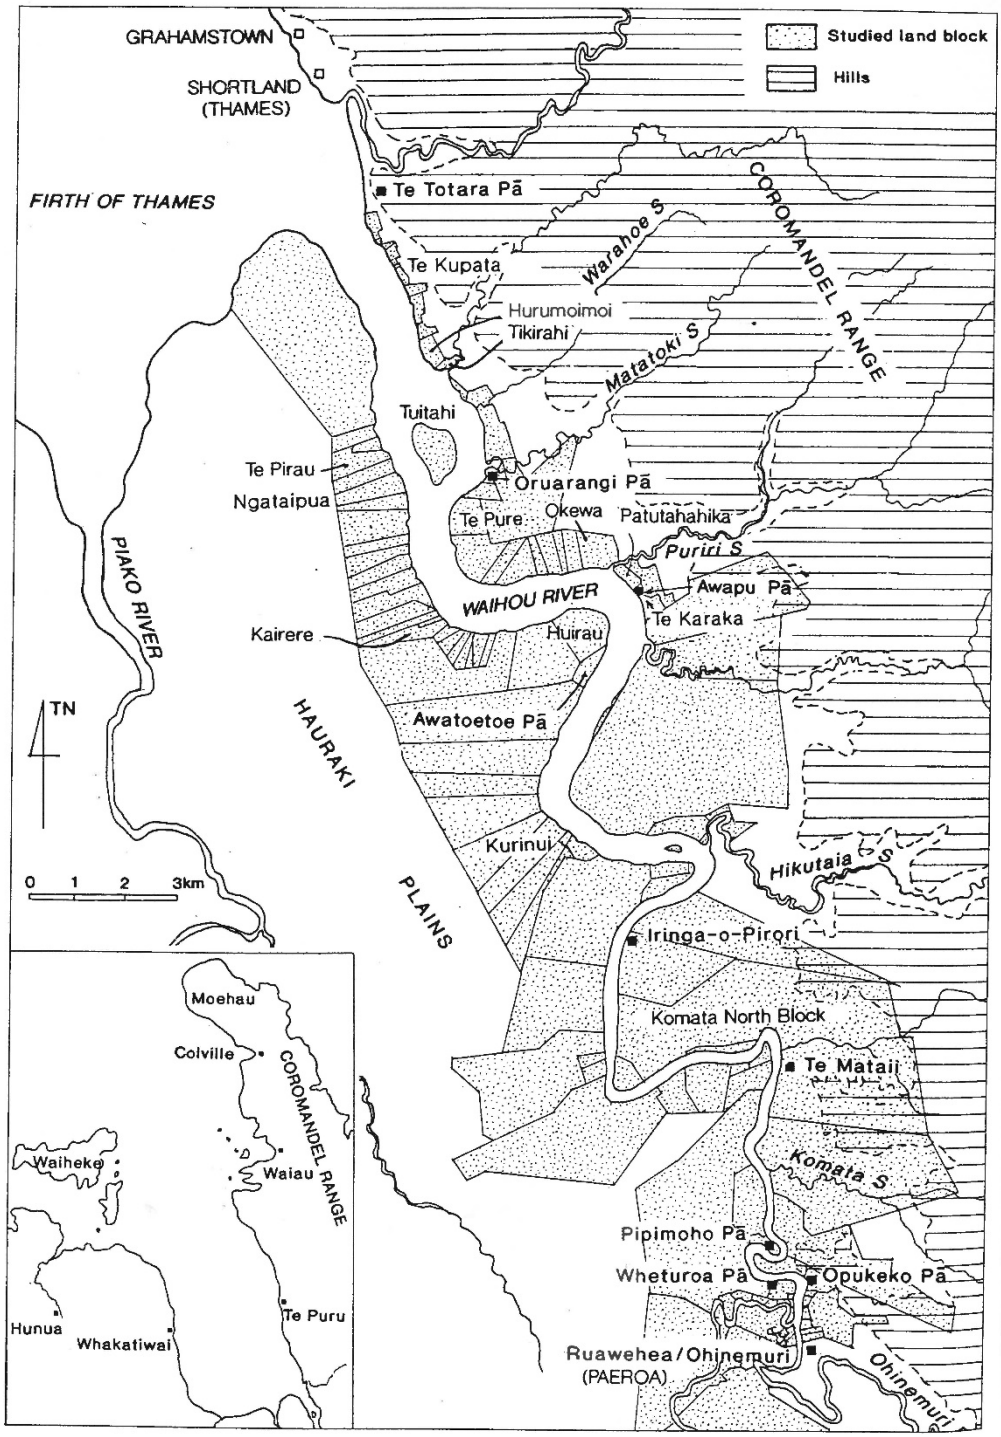 GRAHAMSTOWN
SHORTLAND
(THAMES)
Studied land block
Hills
FIRTH OF THAMES
Te Totara Pā
COROMANDEL RANGE
Warahoe S
Te Kupata
Hurumoimoi
Tikirahi
Matatoki S
Tuitahi
Te Pirau
Ngataipua
Oruarangi Pā
Te Pure
Okewa
Patutahahika
Puriri S
PIAKO RIVER
WAIHOU RIVER
Awapu Pā
Te Karaka
Kairere
Huirau
TN
HAURAKI
PLAINS
Awatoetoe Pā
Kurinui
Hikutaia S
0 1 2 3km
Iringa-o-Pirori
Komata North Block
Te Mataii
Komata S
Pipimoho Pā
Wheturoa Pā
Opukeko Pā
Ruawehea/Ohinemuri
(PAEROA)
Ohinemuri
Moehau
Colville
COROMANDEL RANGE
Waiheke
Waiau
Hunua
Whakatiwai
Te Puru